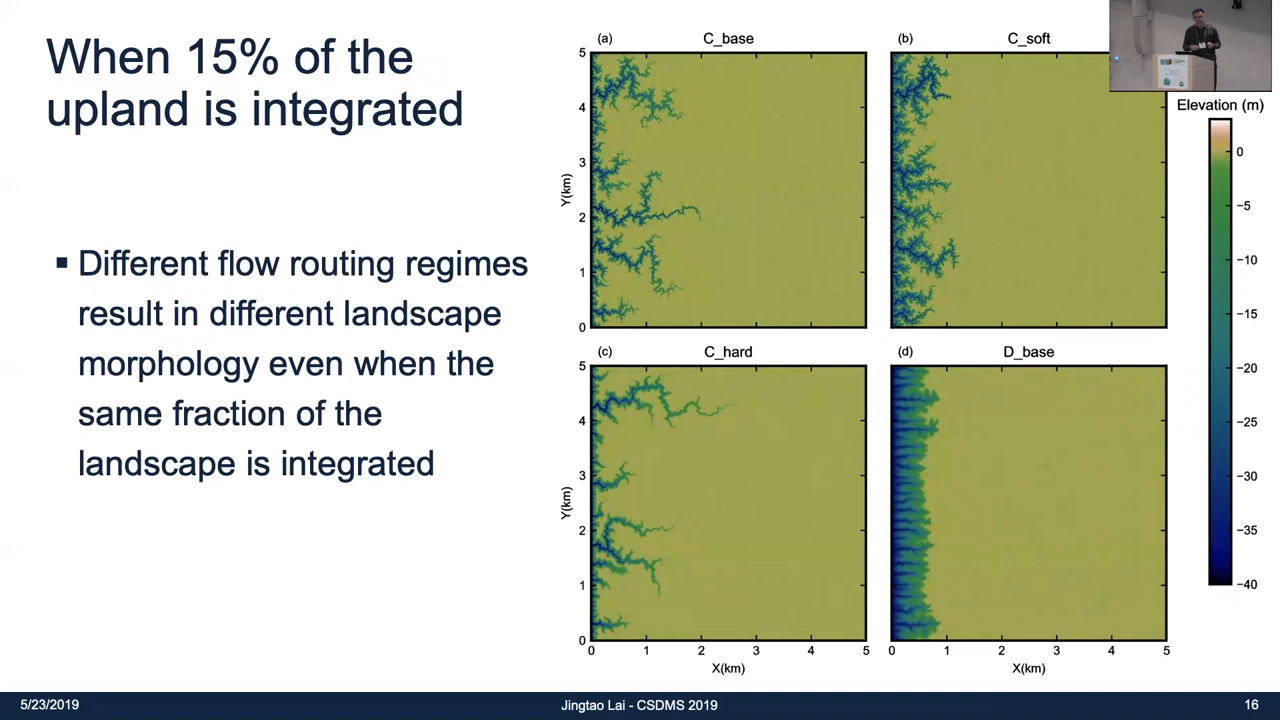 When 15% of the
upland is integrated
▪ Different flow routing regimes
result in different landscape
morphology even when the
same fraction of the
landscape is integrated
(a) C_base
5
4
3
2
1
0
Y(km)
(b) C_soft
(c) C_hard
5
4
3
2
1
0
Y(km)
0 1 2 3 4 5
X(km)
(d) D_base
0 1 2 3 4 5
X(km)
Elevation (m)
0
−5
−10
−15
−20
−25
−30
−35
−40
5/23/2019
Jingtao Lai - CSDMS 2019
16